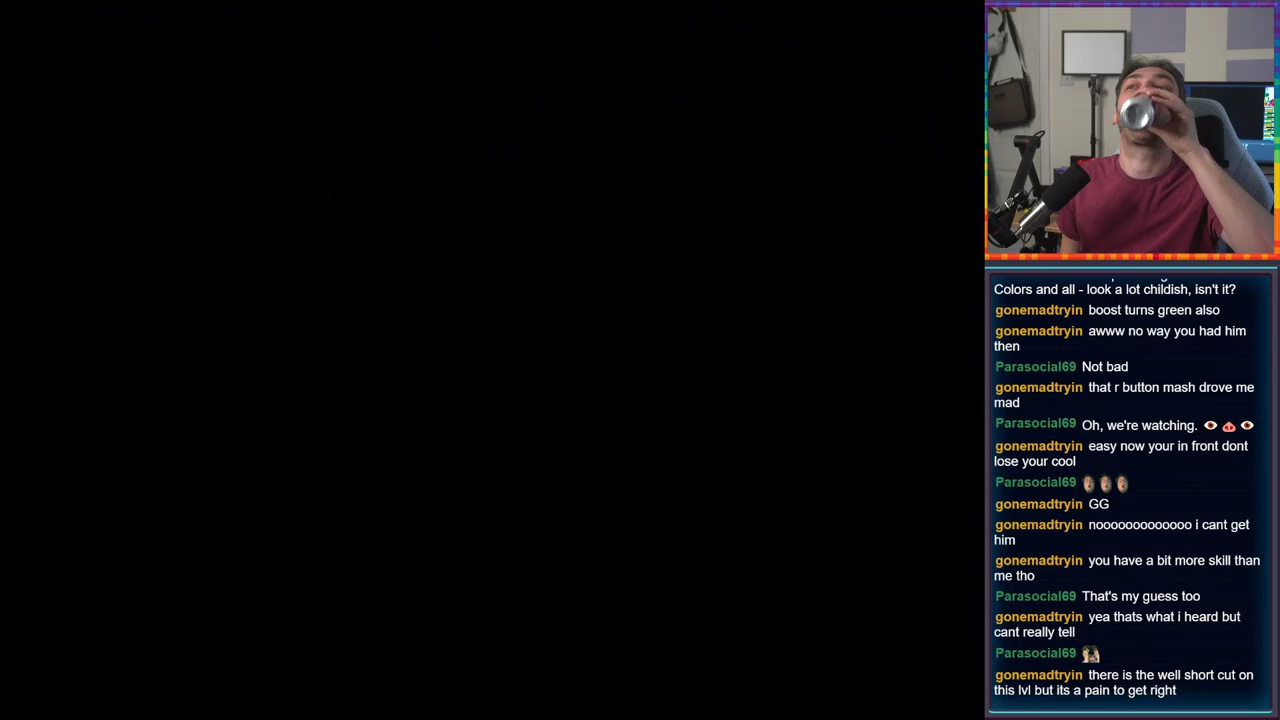 Colors and all - look a lot childish, isn't it?
gonemadtryin boost turns green also
gonemadtryin awww no way you had him
then
Parasocial69 Not bad
gonemadtryin that r button mash drove me
mad
Parasocial69 Oh, we're watching.
gonemadtryin easy now your in front dont
lose your cool
Parasocial69
gonemadtryin GG
gonemadtryin nooooooooooooo i cant get
him
gonemadtryin you have a bit more skill than
me tho
Parasocial69 That's my guess too
gonemadtryin yea thats what i heard but
cant really tell
Parasocial69
gonemadtryin there is the well short cut on
this lvl but its a pain to get right